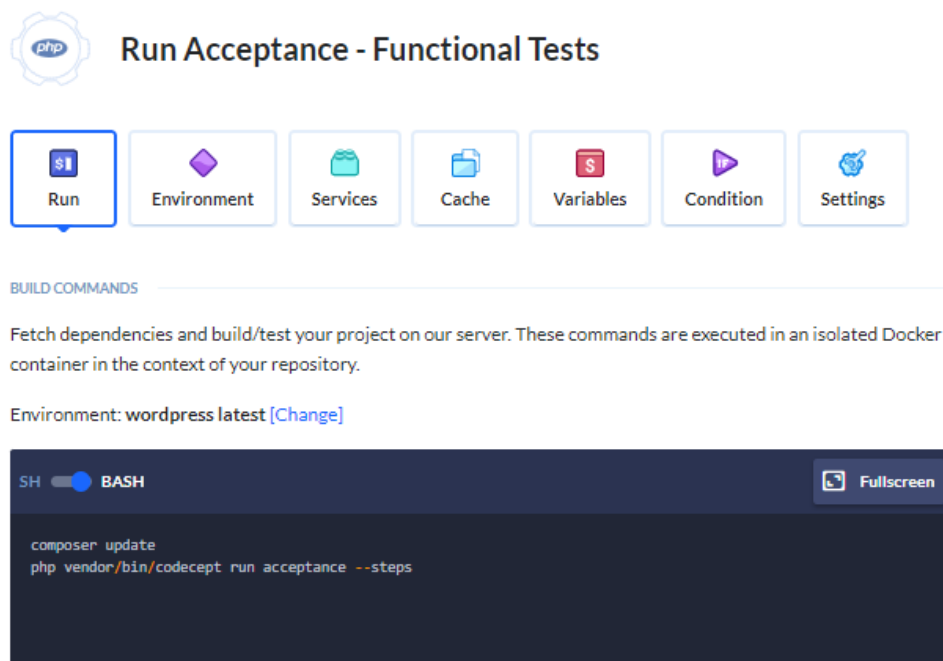 php
Run Acceptance - Functional Tests
$
S
IF
Run
Environment
Services
Cache
Variables
Condition
Settings
BUILD COMMANDS
Fetch dependencies and build/test your project on our server. These commands are executed in an isolated Docker
container in the context of your repository.
Environment: wordpress latest [Change]
SH BASH
Fullscreen
composer update
php vendor/bin/codecept run acceptance --steps